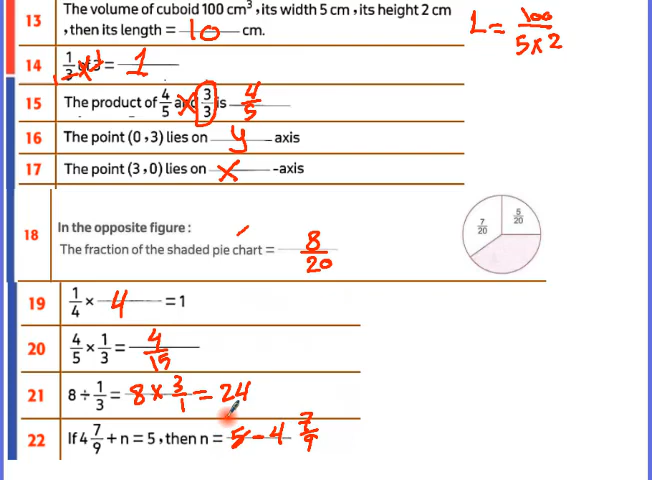 13 The volume of cuboid 100 cm³ , its width 5 cm , its height 2 cm
, then its length = 10 cm.
L = 100 / 5 x 2
14 1/3 of 3 = 1
15 The product of 4/5 and 3/3 is 4/5
16 The point (0 , 3) lies on y axis
17 The point (3 , 0) lies on x -axis
18 In the opposite figure :
The fraction of the shaded pie chart = 8/20
7/20 5/20
19 1/4 × 4 = 1
20 4/5 × 1/3 = 4/15
21 8 ÷ 1/3 = 8 x 3/1 = 24
22 If 4 7/9 + n = 5 , then n = 5 - 4 7/9